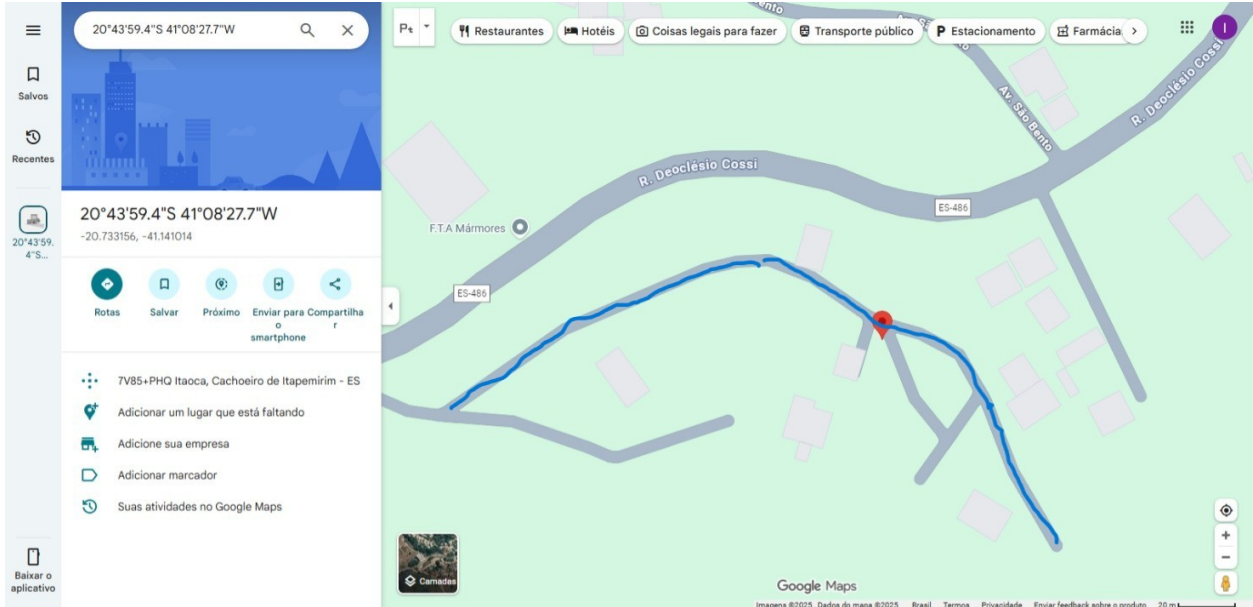 20°43'59.4"S 41°08'27.7"W
Salvos
Recentes
20°43'59.
4"S...
20°43'59.4"S 41°08'27.7"W
-20.733156, -41.141014
Rotas
Salvar
Próximo
Enviar para
o
smartphone
Compartilha
r
7V85+PHQ Itaoca, Cachoeiro de Itapemirim - ES
Adicionar um lugar que está faltando
Adicione sua empresa
Adicionar marcador
Suas atividades no Google Maps
Baixar o
aplicativo
Restaurantes
Hotéis
Coisas legais para fazer
Transporte público
P Estacionamento
Farmácia
I
Av. São Bento
R. Deoclésio Cossi
R. Deoclésio Cossi
ES-486
F.T.A Mármores
ES-486
Camadas
Google Maps
Imagens ©2025 Dados do mapa ©2025 Brasil Termos Privacidade Enviar feedback sobre o produto 20 m